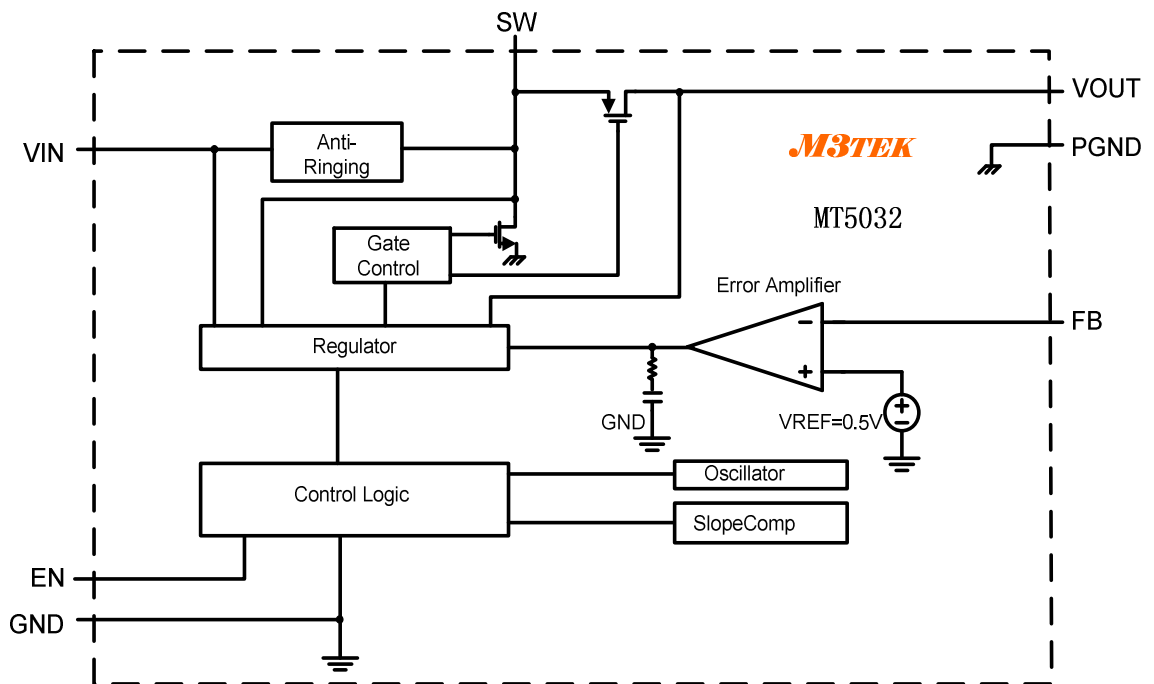 SW
VOUT
VIN
Anti-
Ringing
M3TEK
PGND
MT5032
Gate
Control
Error Amplifier
−
FB
Regulator
+
GND
VREF=0.5V
+
−
Control Logic
Oscillator
SlopeComp
EN
GND